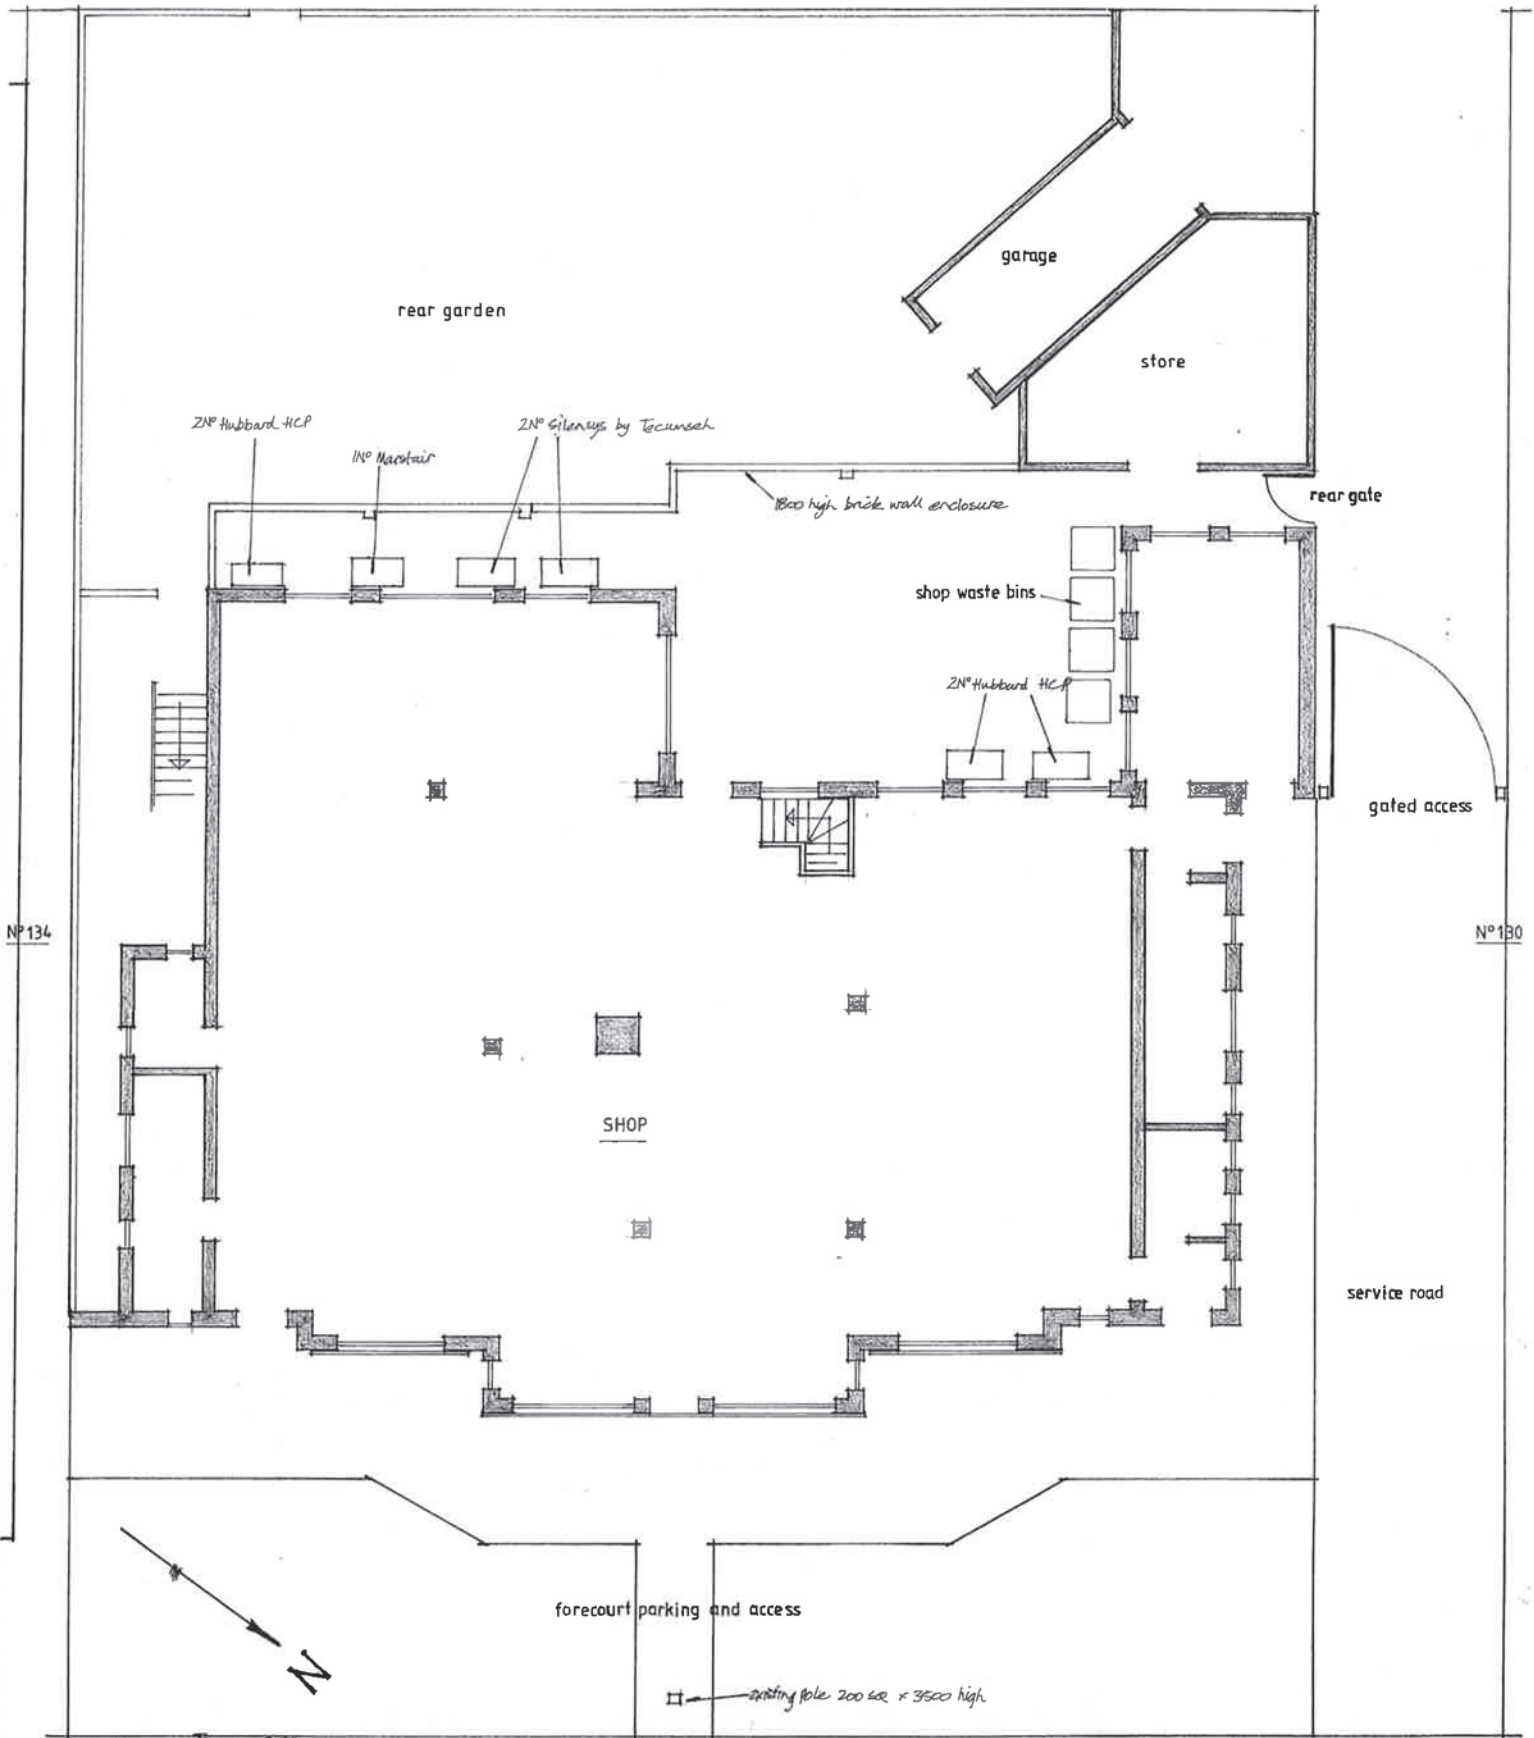 garage
rear garden
store
2Nº Hubbard HCP
2Nº Silensys by Tecumseh
1Nº Marstair
rear gate
1800 high brick wall enclosure
shop waste bins
2Nº Hubbard HCP
gated access
Nº134
Nº130
SHOP
service road
forecourt parking and access
N
existing pole 200 sq x 3500 high